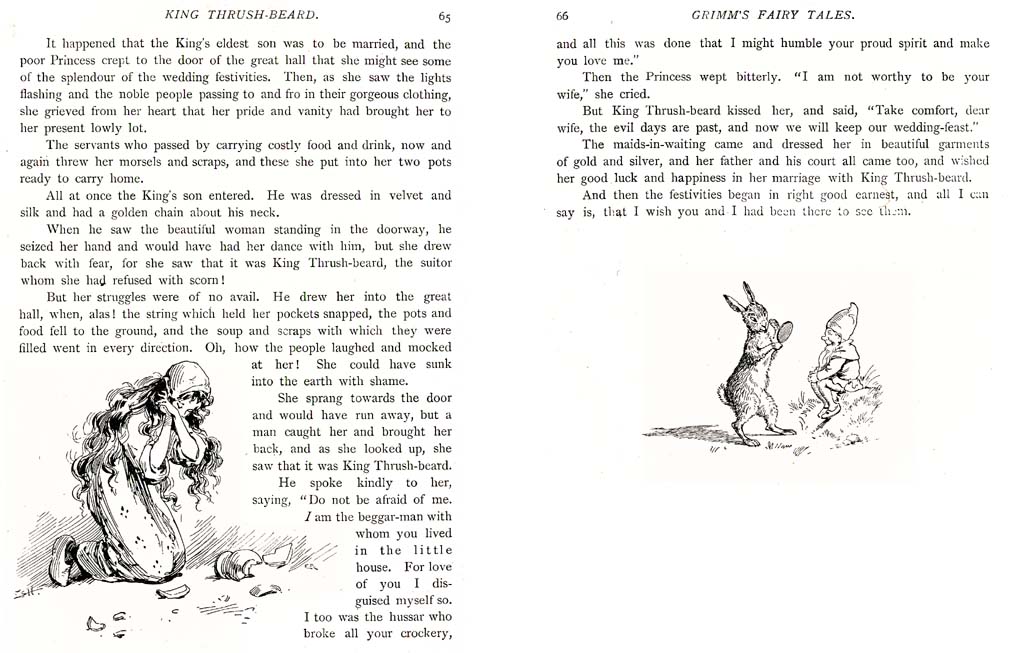 KING THRUSH-BEARD. 65
It happened that the King's eldest son was to be married, and the
poor Princess crept to the door of the great hall that she might see some
of the splendour of the wedding festivities. Then, as she saw the lights
flashing and the noble people passing to and fro in their gorgeous clothing,
she grieved from her heart that her pride and vanity had brought her to
her present lowly lot.
The servants who passed by carrying costly food and drink, now and
again threw her morsels and scraps, and these she put into her two pots
ready to carry home.
All at once the King's son entered. He was dressed in velvet and
silk and had a golden chain about his neck.
When he saw the beautiful woman standing in the doorway, he
seized her hand and would have had her dance with him, but she drew
back with fear, for she saw that it was King Thrush-beard, the suitor
whom she had refused with scorn!
But her struggles were of no avail. He drew her into the great
hall, when, alas! the string which held her pockets snapped, the pots and
food fell to the ground, and the soup and scraps with which they were
filled went in every direction. Oh, how the people laughed and mocked
at her! She could have sunk
into the earth with shame.
She sprang towards the door
and would have run away, but a
man caught her and brought her
back, and as she looked up, she
saw that it was King Thrush-beard.
He spoke kindly to her,
saying, "Do not be afraid of me.
I am the beggar-man with
whom you lived
in the little
house. For love
of you I dis-
guised myself so.
I too was the hussar who
broke all your crockery,
66 GRIMM'S FAIRY TALES.
and all this was done that I might humble your proud spirit and make
you love me."
Then the Princess wept bitterly. "I am not worthy to be your
wife," she cried.
But King Thrush-beard kissed her, and said, "Take comfort, dear
wife, the evil days are past, and now we will keep our wedding-feast."
The maids-in-waiting came and dressed her in beautiful garments
of gold and silver, and her father and his court all came too, and wished
her good luck and happiness in her marriage with King Thrush-beard.
And then the festivities began in right good earnest, and all I can
say is, that I wish you and I had been there to see them.